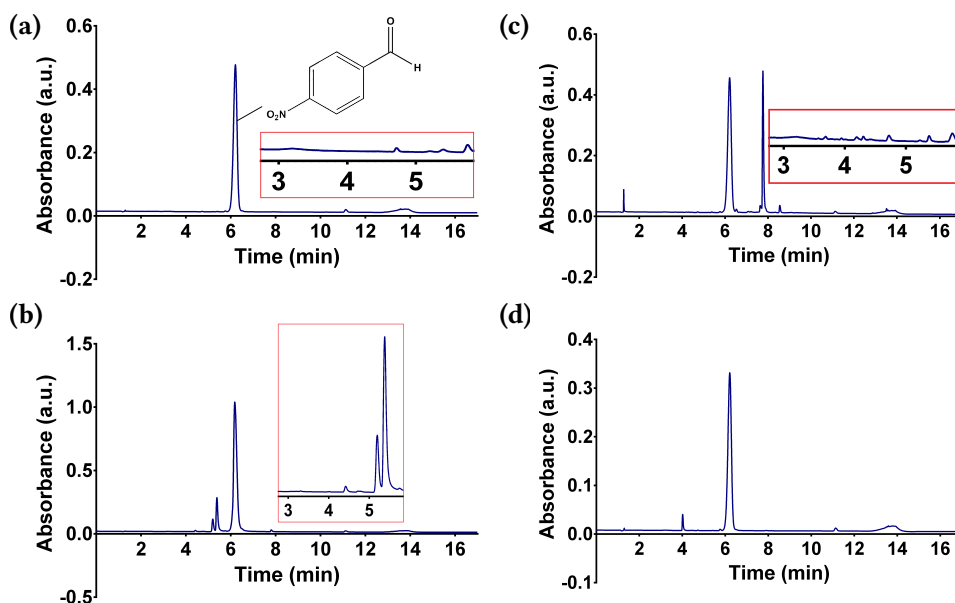 (a)
Absorbance (a.u.)
0.6
0.4
0.2
0.0
-0.2
2 4 6 8 10 12 14 16
Time (min)
O
H
O₂N
3 4 5
(c)
Absorbance (a.u.)
0.6
0.4
0.2
0.0
-0.2
2 4 6 8 10 12 14 16
Time (min)
3 4 5
(b)
Absorbance (a.u.)
1.5
1.0
0.5
0.0
-0.5
2 4 6 8 10 12 14 16
Time (min)
3 4 5
(d)
Absorbance (a.u.)
0.4
0.3
0.2
0.1
0.0
-0.1
2 4 6 8 10 12 14 16
Time (min)